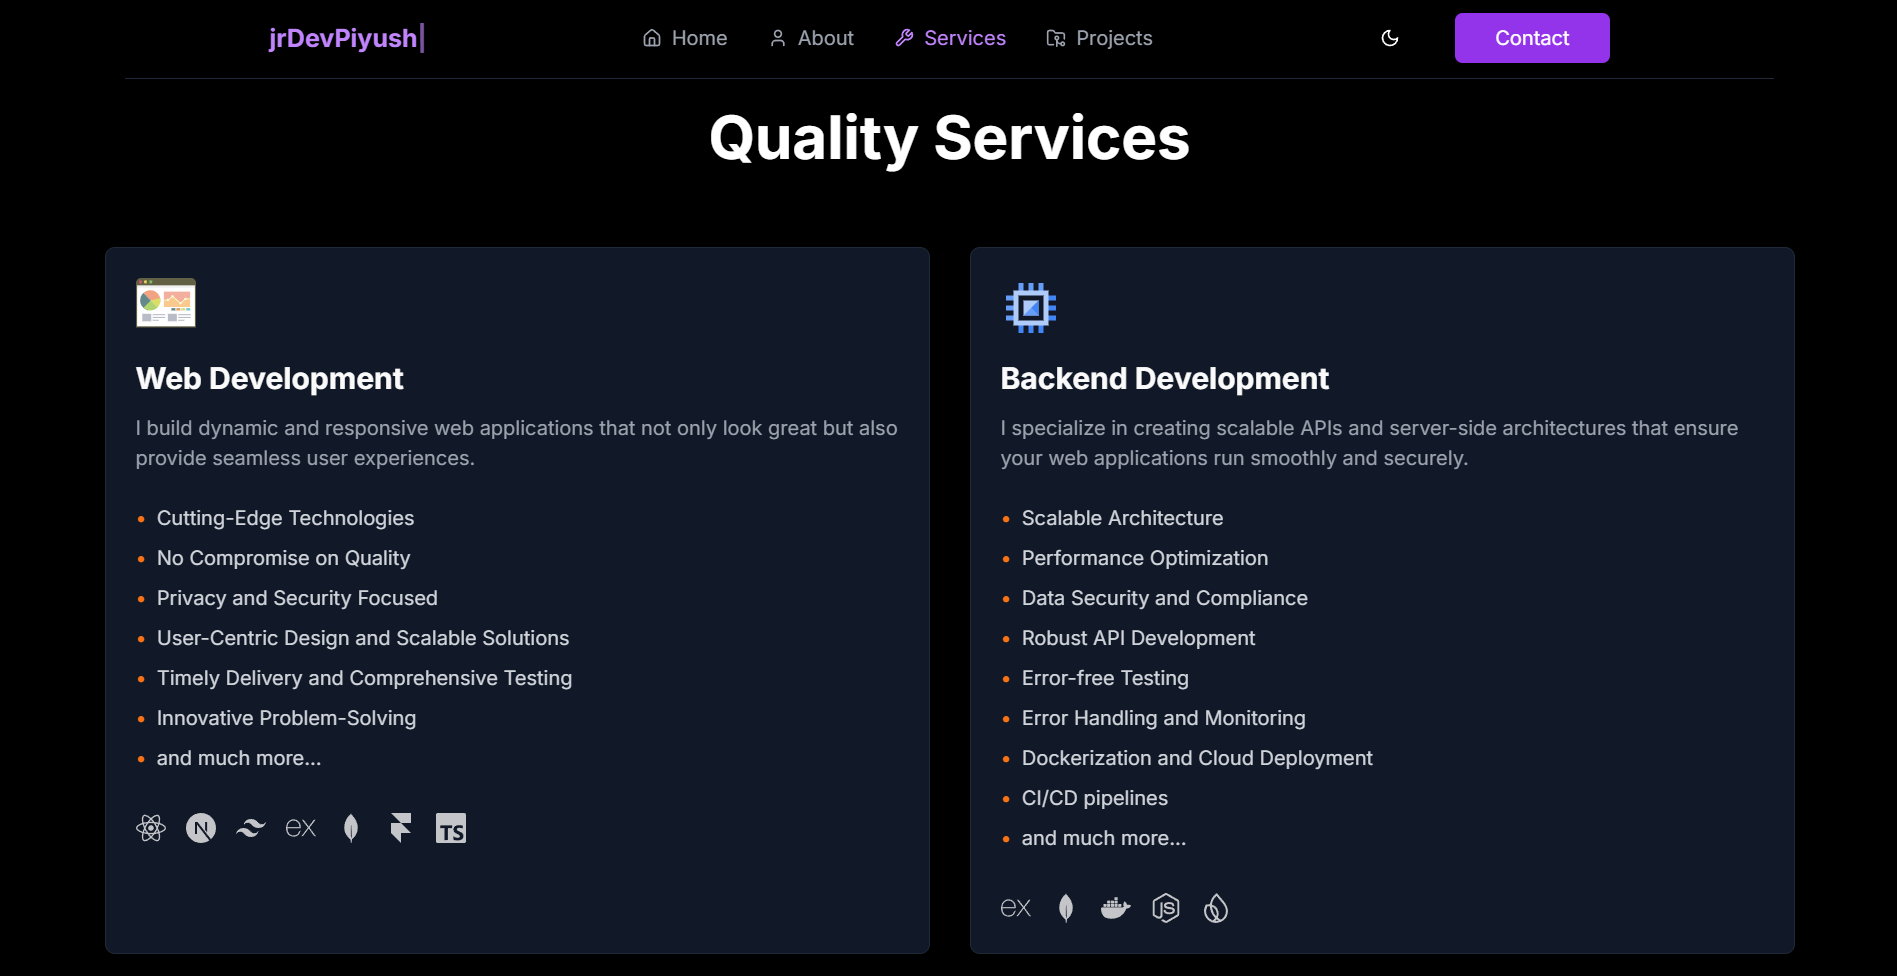 jrDevPiyush|
Home
About
Services
Projects
Contact
Quality Services
Web Development
I build dynamic and responsive web applications that not only look great but also
provide seamless user experiences.
• Cutting-Edge Technologies
• No Compromise on Quality
• Privacy and Security Focused
• User-Centric Design and Scalable Solutions
• Timely Delivery and Comprehensive Testing
• Innovative Problem-Solving
• and much more...
N
ex
TS
Backend Development
I specialize in creating scalable APIs and server-side architectures that ensure
your web applications run smoothly and securely.
• Scalable Architecture
• Performance Optimization
• Data Security and Compliance
• Robust API Development
• Error-free Testing
• Error Handling and Monitoring
• Dockerization and Cloud Deployment
• CI/CD pipelines
• and much more...
ex
JS